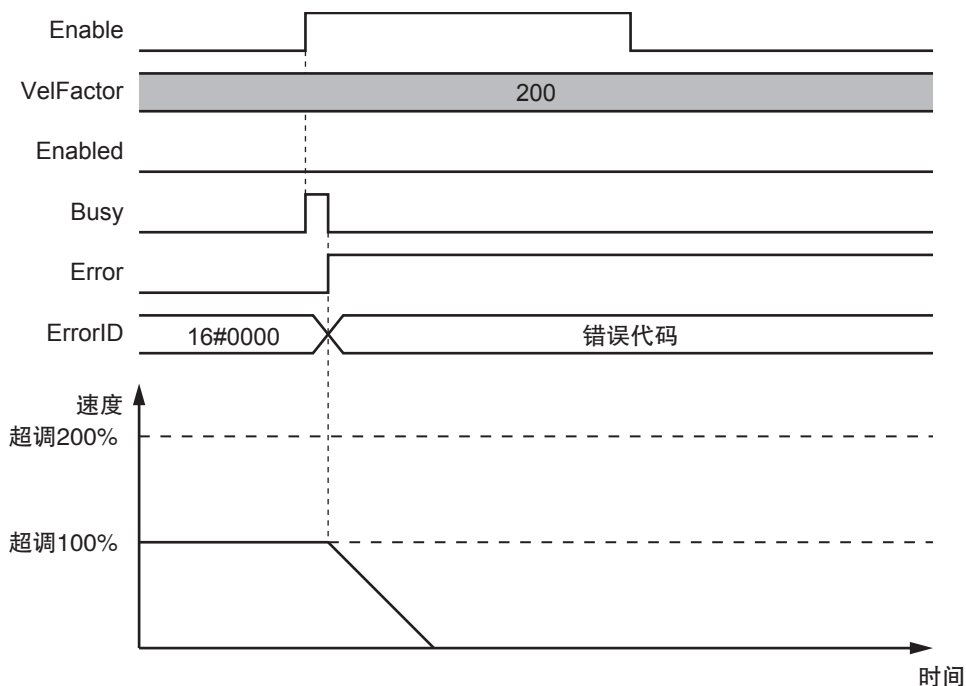 Enable
VelFactor
200
Enabled
Busy
Error
ErrorID
16#0000
错误代码
速度
超调200%
超调100%
时间